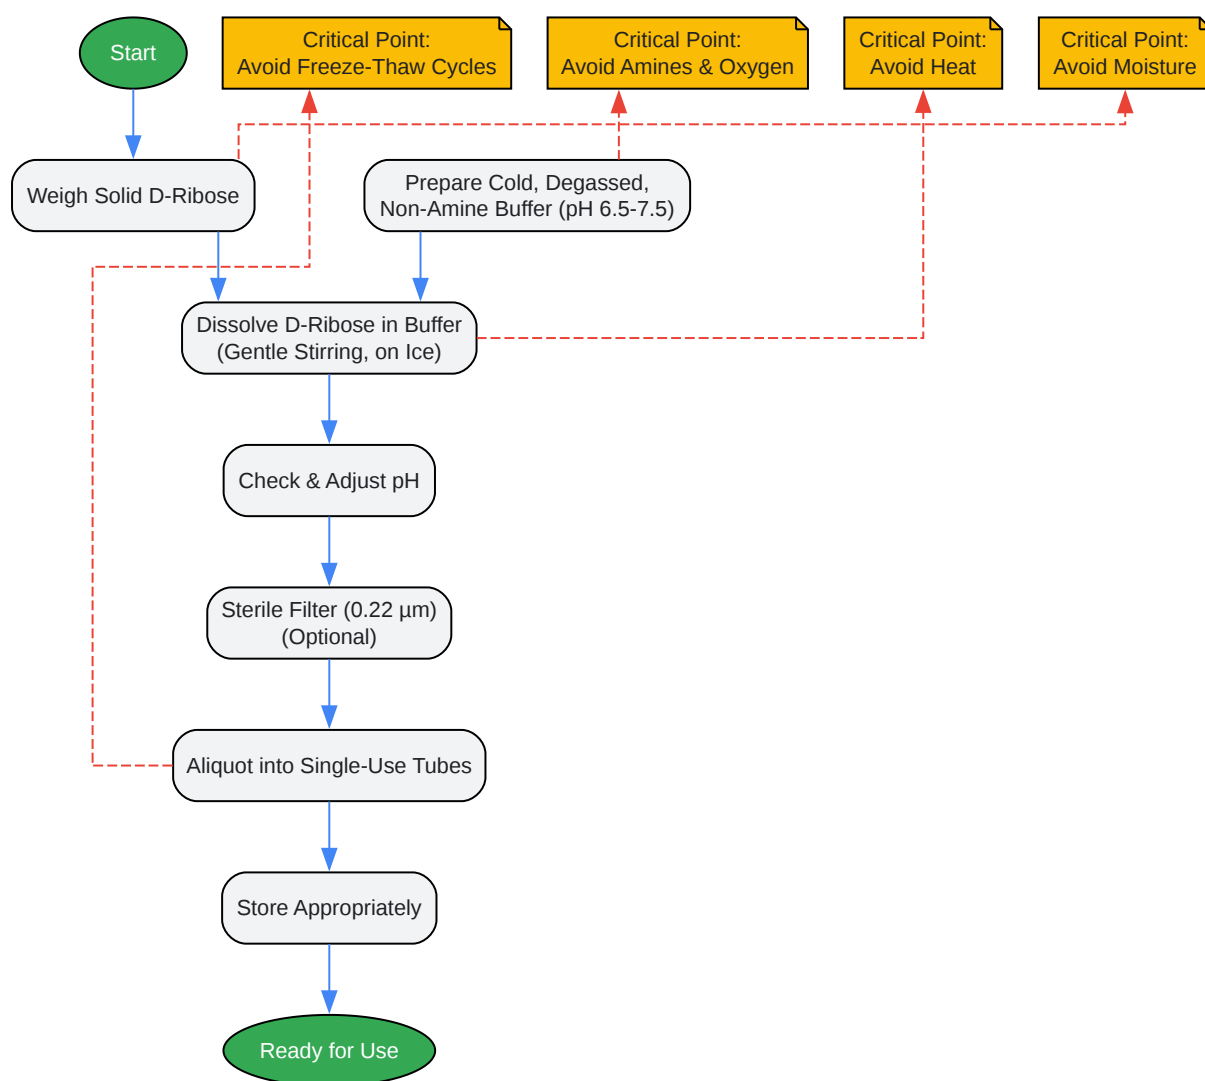 Start
Critical Point:
Avoid Freeze-Thaw Cycles
Critical Point:
Avoid Amines & Oxygen
Critical Point:
Avoid Heat
Critical Point:
Avoid Moisture
Weigh Solid D-Ribose
Prepare Cold, Degassed,
Non-Amine Buffer (pH 6.5-7.5)
Dissolve D-Ribose in Buffer
(Gentle Stirring, on Ice)
Check & Adjust pH
Sterile Filter (0.22 µm)
(Optional)
Aliquot into Single-Use Tubes
Store Appropriately
Ready for Use